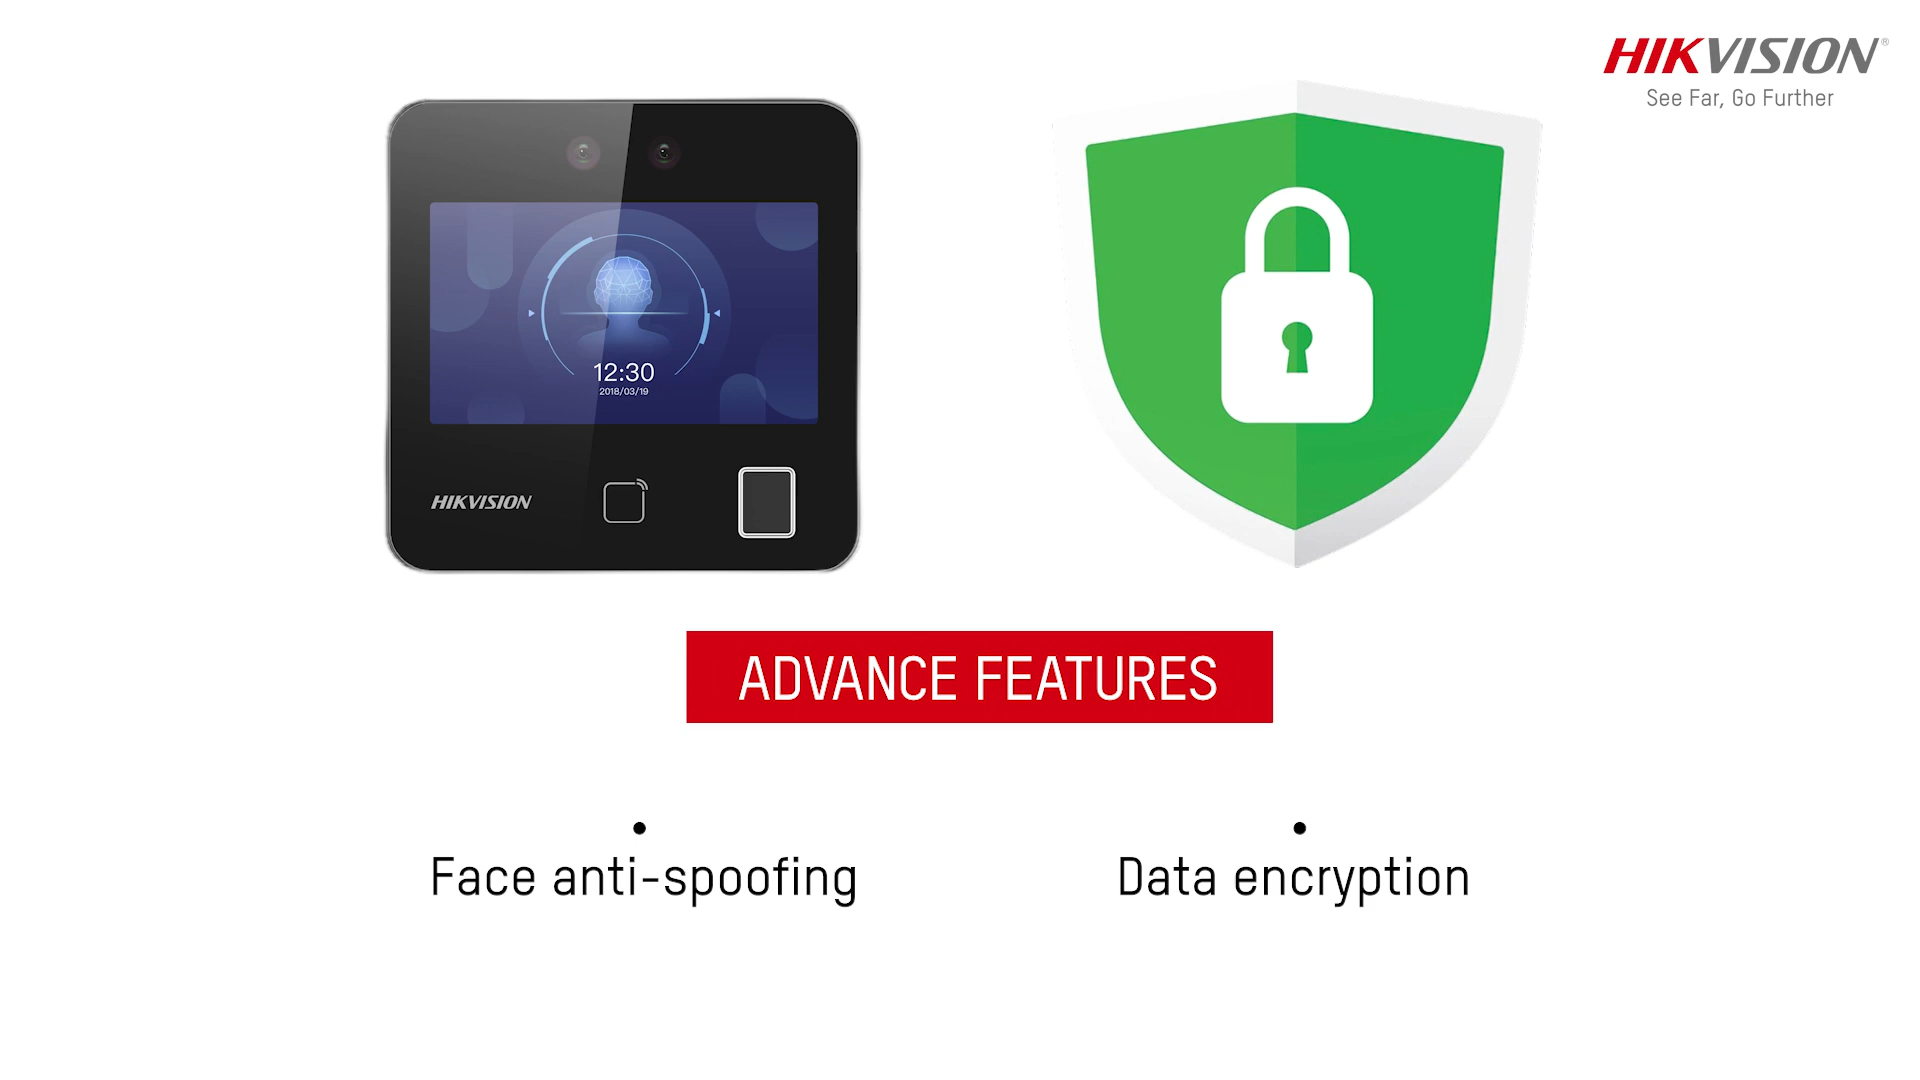 HIKVISION®
See Far, Go Further
12:30
2018/03/19
HIKVISION
ADVANCE FEATURES
• Face anti-spoofing
• Data encryption